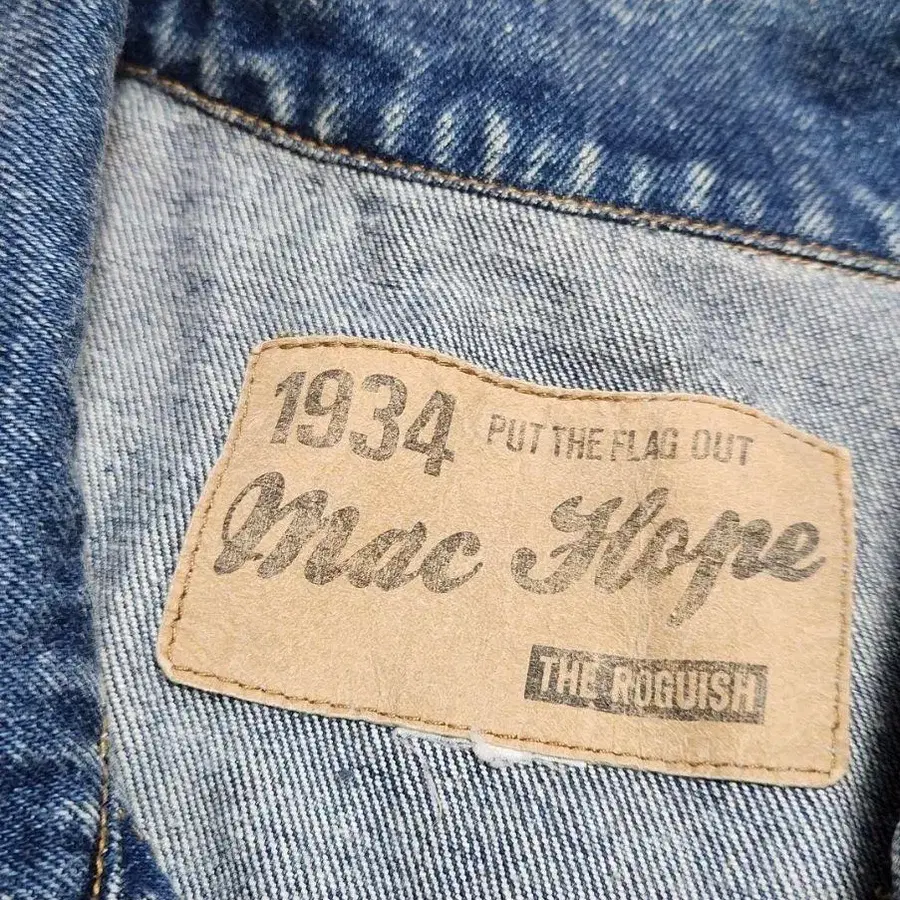 1934 PUT THE FLAG OUT
Mac Hope
THE ROGUISH